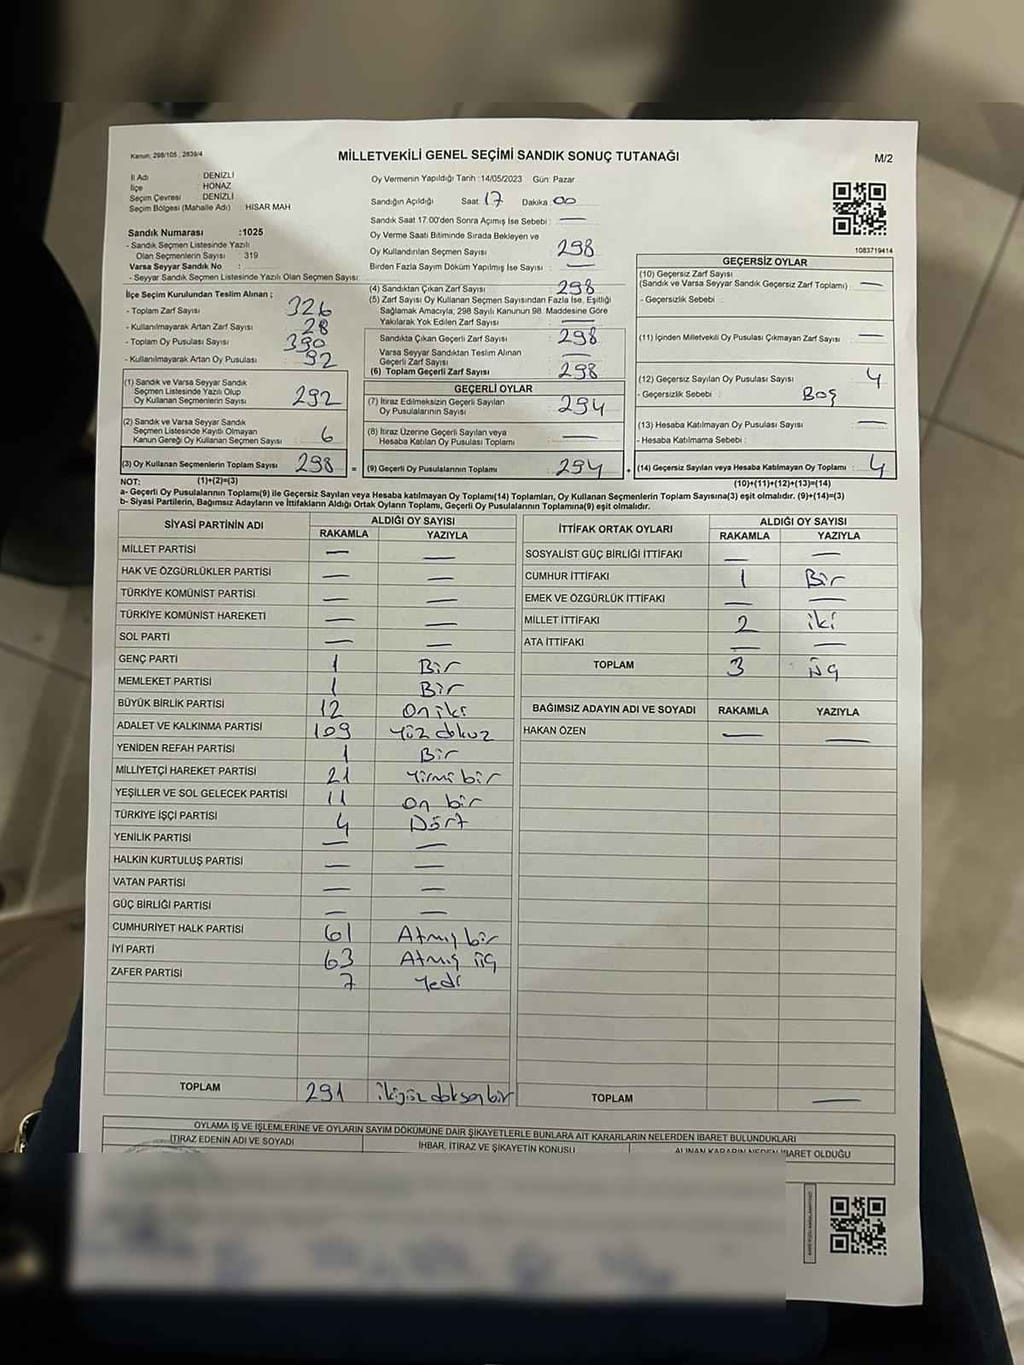 Kanun: 298/105 ; 2839/4
MİLLETVEKİLİ GENEL SEÇİMİ SANDIK SONUÇ TUTANAĞI
M/2
İl Adı : DENİZLİ
İlçe : HONAZ
Seçim Çevresi : DENİZLİ
Seçim Bölgesi (Mahalle Adı) : HİSAR MAH
Sandık Numarası :1025
- Sandık Seçmen Listesinde Yazılı
Olan Seçmenlerin Sayısı : 319
Varsa Seyyar Sandık No :
- Seyyar Sandık Seçmen Listesinde Yazılı Olan Seçmen Sayısı:
İlçe Seçim Kurulundan Teslim Alınan ;
- Toplam Zarf Sayısı : 326
- Kullanılmayarak Artan Zarf Sayısı : 28
- Toplam Oy Pusulası Sayısı : 390
- Kullanılmayarak Artan Oy Pusulası : 92
(1) Sandık ve Varsa Seyyar Sandık
Seçmen Listesinde Yazılı Olup
Oy Kullanan Seçmenlerin Sayısı : 292
(2) Sandık ve Varsa Seyyar Sandık
Seçmen Listesinde Kayıtlı Olmayan
Kanun Gereği Oy Kullanan Seçmen Sayısı : 6
(3) Oy Kullanan Seçmenlerin Toplam Sayısı : 298
(1)+(2)=(3)
Oy Vermenin Yapıldığı Tarih :14/05/2023 Gün: Pazar
Sandığın Açıldığı Saat : 17 Dakika : 00
Sandık Saat 17.00'den Sonra Açımış İse Sebebi : —
Oy Verme Saati Bitiminde Sırada Bekleyen ve
Oy Kullandırılan Seçmen Sayısı : 298
Birden Fazla Sayım Döküm Yapılmış İse Sayısı : —
(4) Sandıktan Çıkan Zarf Sayısı : 298
(5) Zarf Sayısı Oy Kullanan Seçmen Sayısından Fazla İse, Eşitliği
Sağlamak Amacıyla, 298 Sayılı Kanunun 98. Maddesine Göre
Yakılarak Yok Edilen Zarf Sayısı : —
Sandıkta Çıkan Geçerli Zarf Sayısı : 298
Varsa Seyyar Sandıktan Teslim Alınan
Geçerli Zarf Sayısı : —
(6) Toplam Geçerli Zarf Sayısı : 298
GEÇERLİ OYLAR
(7) İtiraz Edilmeksizin Geçerli Sayılan
Oy Pusulalarının Sayısı : 294
(8) İtiraz Üzerine Geçerli Sayılan veya
Hesaba Katılan Oy Pusulaları Toplamı : —
(9) Geçerli Oy Pusulalarının Toplamı : 294
1083719414
GEÇERSİZ OYLAR
(10) Geçersiz Zarf Sayısı
(Sandık ve Varsa Seyyar Sandık Geçersiz Zarf Toplamı) : —
- Geçersizlik Sebebi :
(11) İçinden Milletvekili Oy Pusulası Çıkmayan Zarf Sayısı : —
(12) Geçersiz Sayılan Oy Pusulası Sayısı : 4
- Geçersizlik Sebebi : Boş
(13) Hesaba Katılmayan Oy Pusulası Sayısı : —
- Hesaba Katılmama Sebebi :
(14) Geçersiz Sayılan veya Hesaba Katılmayan Oy Toplamı : 4
(10)+(11)+(12)+(13)=(14)
NOT:
a- Geçerli Oy Pusulalarının Toplamı(9) ile Geçersiz Sayılan veya Hesaba katılmayan Oy Toplamı(14) Toplamları, Oy Kullanan Seçmenlerin Toplam Sayısına(3) eşit olmalıdır. (9)+(14)=(3)
b- Siyasi Partilerin, Bağımsız Adayların ve İttifakların Aldığı Ortak Oyların Toplamı, Geçerli Oy Pusulalarının Toplamına(9) eşit olmalıdır.
SİYASİ PARTİNİN ADI ALDIĞI OY SAYISI
RAKAMLA YAZIYLA
MİLLET PARTİSİ — —
HAK VE ÖZGÜRLÜKLER PARTİSİ — —
TÜRKİYE KOMÜNİST PARTİSİ — —
TÜRKİYE KOMÜNİST HAREKETİ — —
SOL PARTİ — —
GENÇ PARTİ 1 Bir
MEMLEKET PARTİSİ 1 Bir
BÜYÜK BİRLİK PARTİSİ 12 on iki
ADALET VE KALKINMA PARTİSİ 109 Yüz dokuz
YENİDEN REFAH PARTİSİ 1 Bir
MİLLİYETÇİ HAREKET PARTİSİ 21 Yirmi bir
YEŞİLLER VE SOL GELECEK PARTİSİ 11 on bir
TÜRKİYE İŞÇİ PARTİSİ 4 Dört
YENİLİK PARTİSİ — —
HALKIN KURTULUŞ PARTİSİ — —
VATAN PARTİSİ — —
GÜÇ BİRLİĞİ PARTİSİ — —
CUMHURİYET HALK PARTİSİ 61 Atmış bir
İYİ PARTİ 63 Atmış üç
ZAFER PARTİSİ 7 Yedi
TOPLAM 291 ikiyüz doksen bir
İTTİFAK ORTAK OYLARI ALDIĞI OY SAYISI
RAKAMLA YAZIYLA
SOSYALİST GÜÇ BİRLİĞİ İTTİFAKI — —
CUMHUR İTTİFAKI 1 Bir
EMEK VE ÖZGÜRLÜK İTTİFAKI — —
MİLLET İTTİFAKI 2 iki
ATA İTTİFAKI — —
TOPLAM 3 üç
BAĞIMSIZ ADAYIN ADI VE SOYADI RAKAMLA YAZIYLA
HAKAN ÖZEN — —
TOPLAM —
OYLAMA İŞ VE İŞLEMLERİNE VE OYLARIN SAYIM DÖKÜMÜNE DAİR ŞİKAYETLERLE BUNLARA AİT KARARLARIN NELERDEN İBARET BULUNDUKLARI
İTİRAZ EDENİN ADI VE SOYADI İHBAR, İTİRAZ VE ŞİKAYETİN KONUSU ALINAN KARARIN NEDEN İBARET OLDUĞU